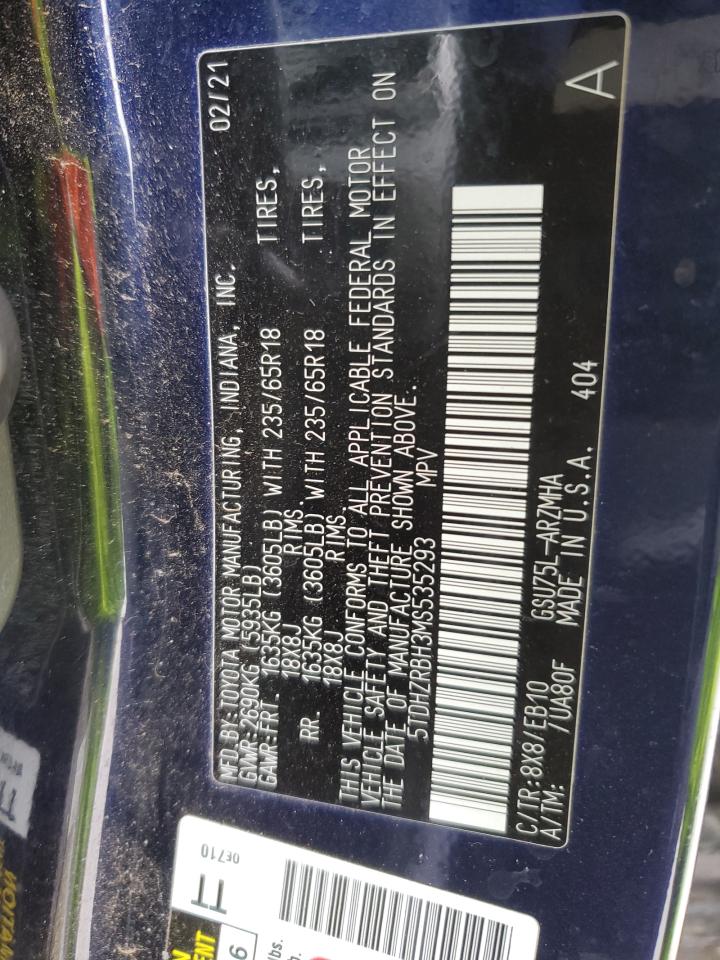 MFD BY: TOYOTA MOTOR MANUFACTURING, INDIANA, INC. 02/21
GVWR:2690KG (5935LB)
GAWR:FRT. 1635KG (3605LB) WITH 235/65R18 TIRES,
18X8J RIMS.
RR. 1635KG (3605LB) WITH 235/65R18 TIRES,
18X8J RIMS.
THIS VEHICLE CONFORMS TO ALL APPLICABLE FEDERAL MOTOR
VEHICLE SAFETY AND THEFT PREVENTION STANDARDS IN EFFECT ON
THE DATE OF MANUFACTURE SHOWN ABOVE.
5TDHZRBH3MS535293 MPV
C/TR:8X8/EB10 GSU75L-ARZMHA
A/TM: /UA80F MADE IN U.S.A. 404 A
0E710
lbs.